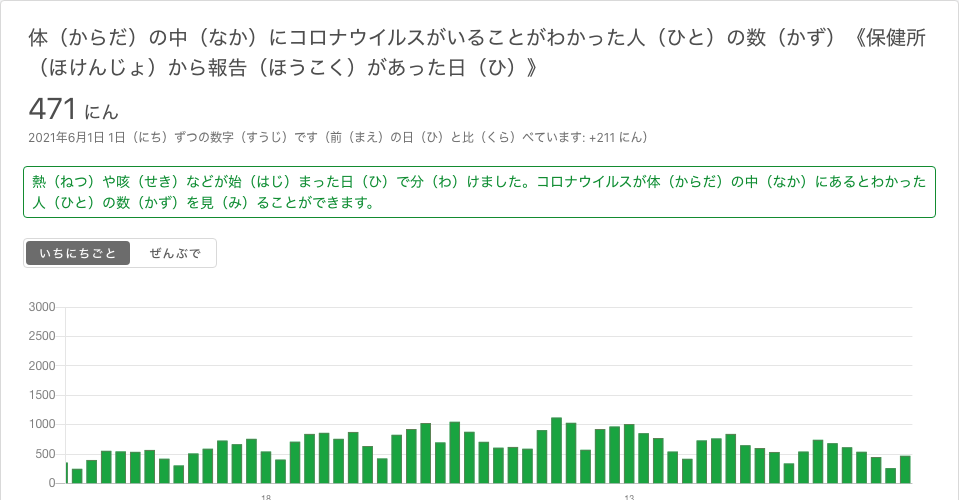 体（からだ）の中（なか）にコロナウイルスがいることがわかった人（ひと）の数（かず）《保健所
（ほけんじょ）から報告（ほうこく）があった日（ひ）》
471 にん
2021年6月1日 1日（にち）ずつの数字（すうじ）です（前（まえ）の日（ひ）と比（くら）べています: +211 にん）
熱（ねつ）や咳（せき）などが始（はじ）まった日（ひ）で分（わ）けました。コロナウイルスが体（からだ）の中（なか）にあるとわかった
人（ひと）の数（かず）を見（み）ることができます。
いちにちごと ぜんぶで
3000
2500
2000
1500
1000
500
0
18 13